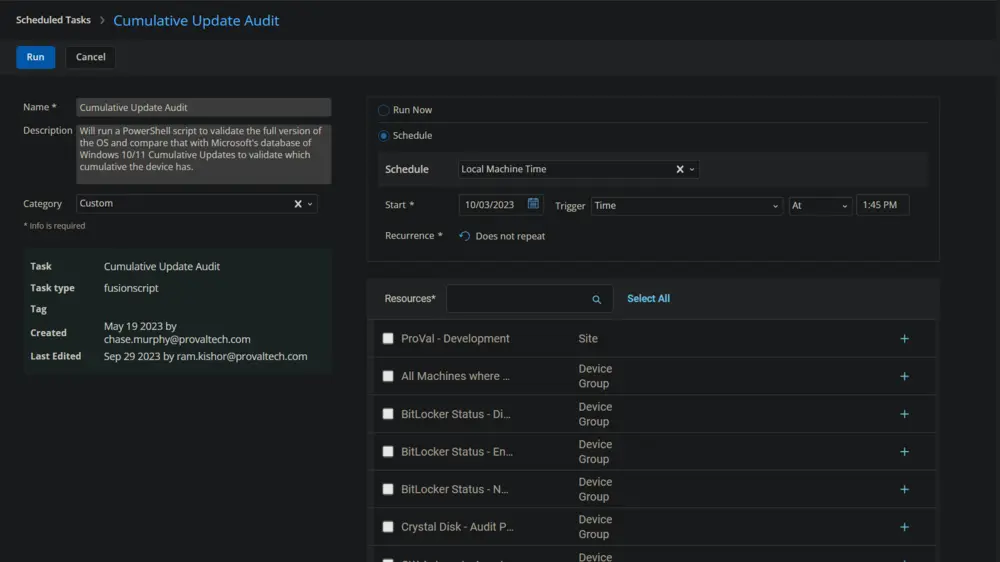 Scheduled Tasks > Cumulative Update Audit
Run Cancel
Name * Cumulative Update Audit
Description Will run a PowerShell script to validate the full version of
the OS and compare that with Microsoft's database of
Windows 10/11 Cumulative Updates to validate which
cumulative the device has.
Category Custom
* Info is required
Task Cumulative Update Audit
Task type fusionscript
Tag
Created May 19 2023 by
chase.murphy@provaltech.com
Last Edited Sep 29 2023 by ram.kishor@provaltech.com
Run Now
Schedule
Schedule Local Machine Time
Start * 10/03/2023 Trigger Time At 1:45 PM
Recurrence * Does not repeat
Resources* Select All
ProVal - Development Site
All Machines where ... Device
Group
BitLocker Status - Di... Device
Group
BitLocker Status - En... Device
Group
BitLocker Status - N... Device
Group
Crystal Disk - Audit P... Device
Group
Device